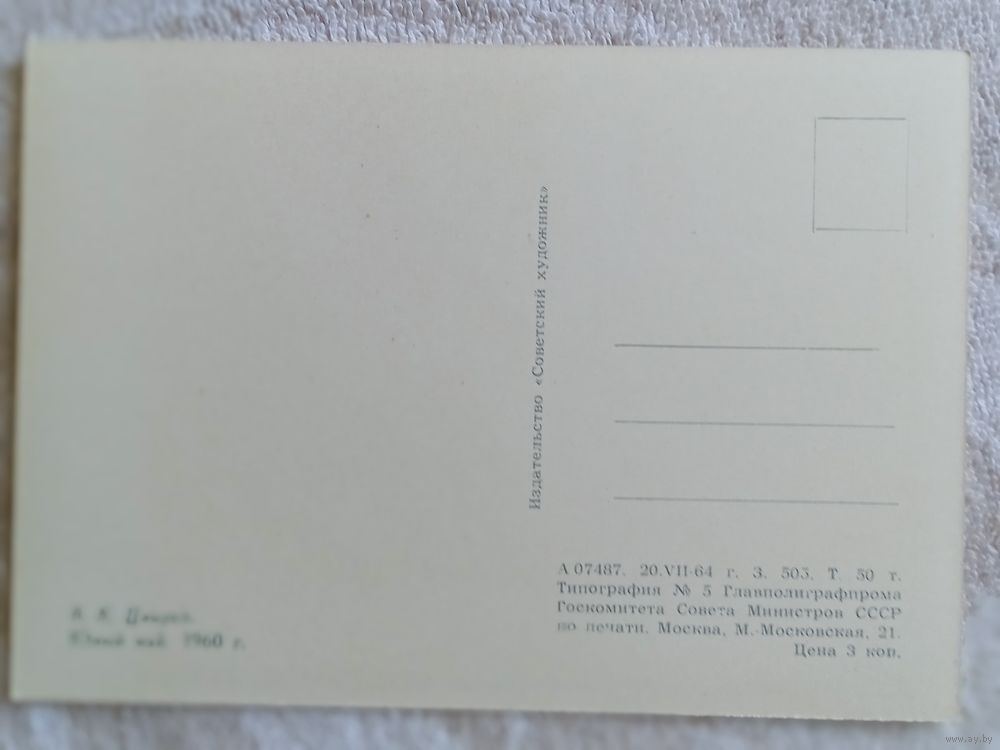 Издательство «Советский художник»
А 07487. 20.VII-64 г. З. 503. Т. 50 т.
Типография № 5 Главполиграфпрома
Госкомитета Совета Министров СССР
по печати. Москва, М.-Московская, 21.
Цена 3 коп.
1960 г.
www.ay.by